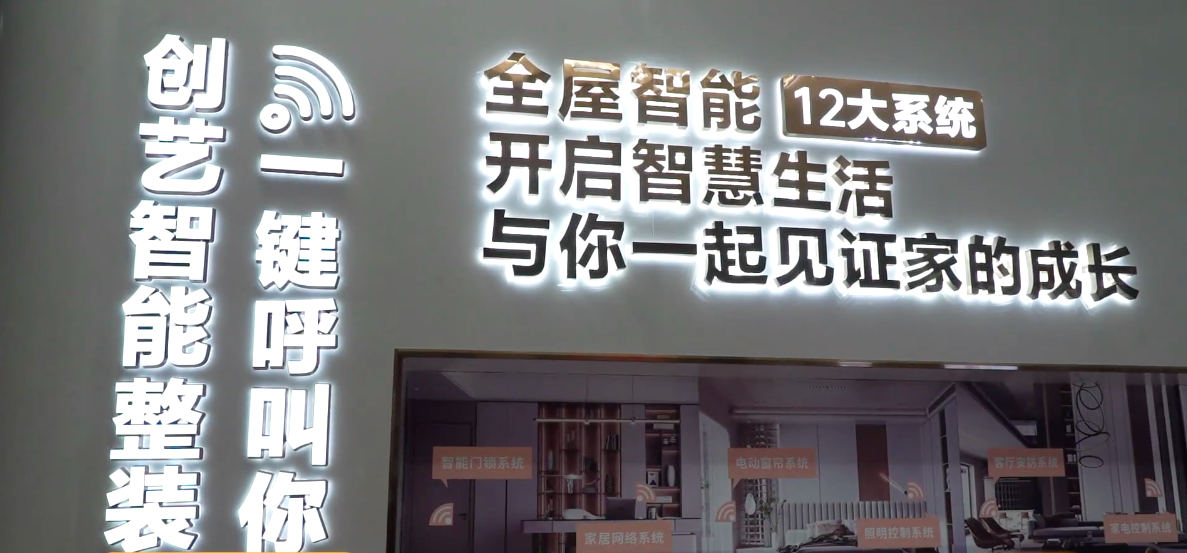 创艺智能整装
一键呼叫你
全屋智能 12大系统
开启智慧生活
与你一起见证家的成长
智能门锁系统
电动窗帘系统
客厅安防系统
家居网络系统
照明控制系统
家电控制系统